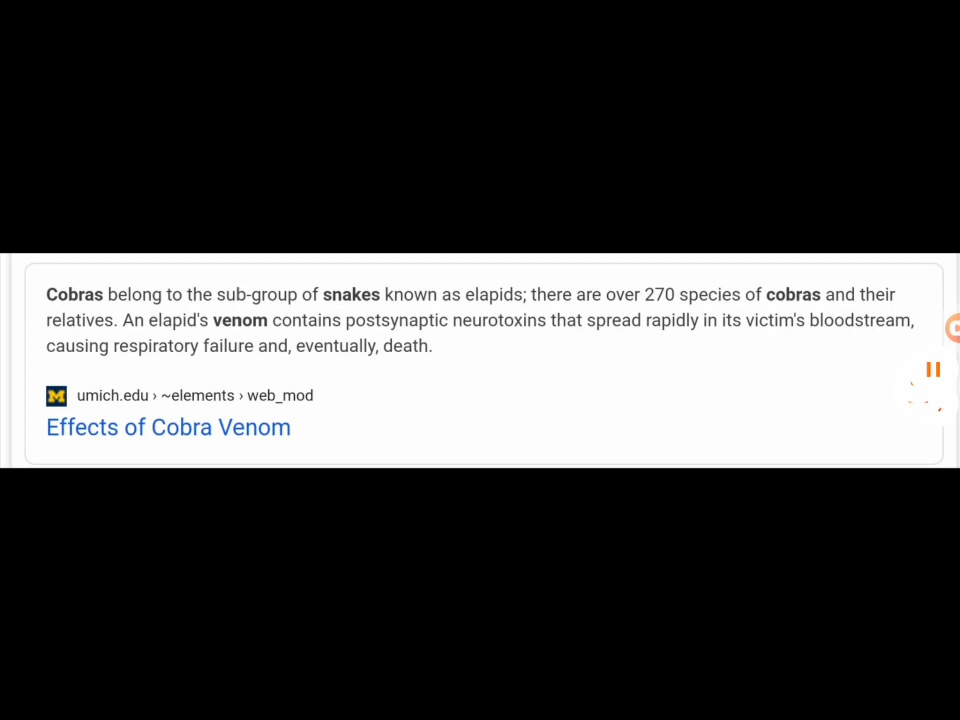 Cobras belong to the sub-group of snakes known as elapids; there are over 270 species of cobras and their
relatives. An elapid's venom contains postsynaptic neurotoxins that spread rapidly in its victim's bloodstream,
causing respiratory failure and, eventually, death.
umich.edu › ~elements › web_mod
Effects of Cobra Venom